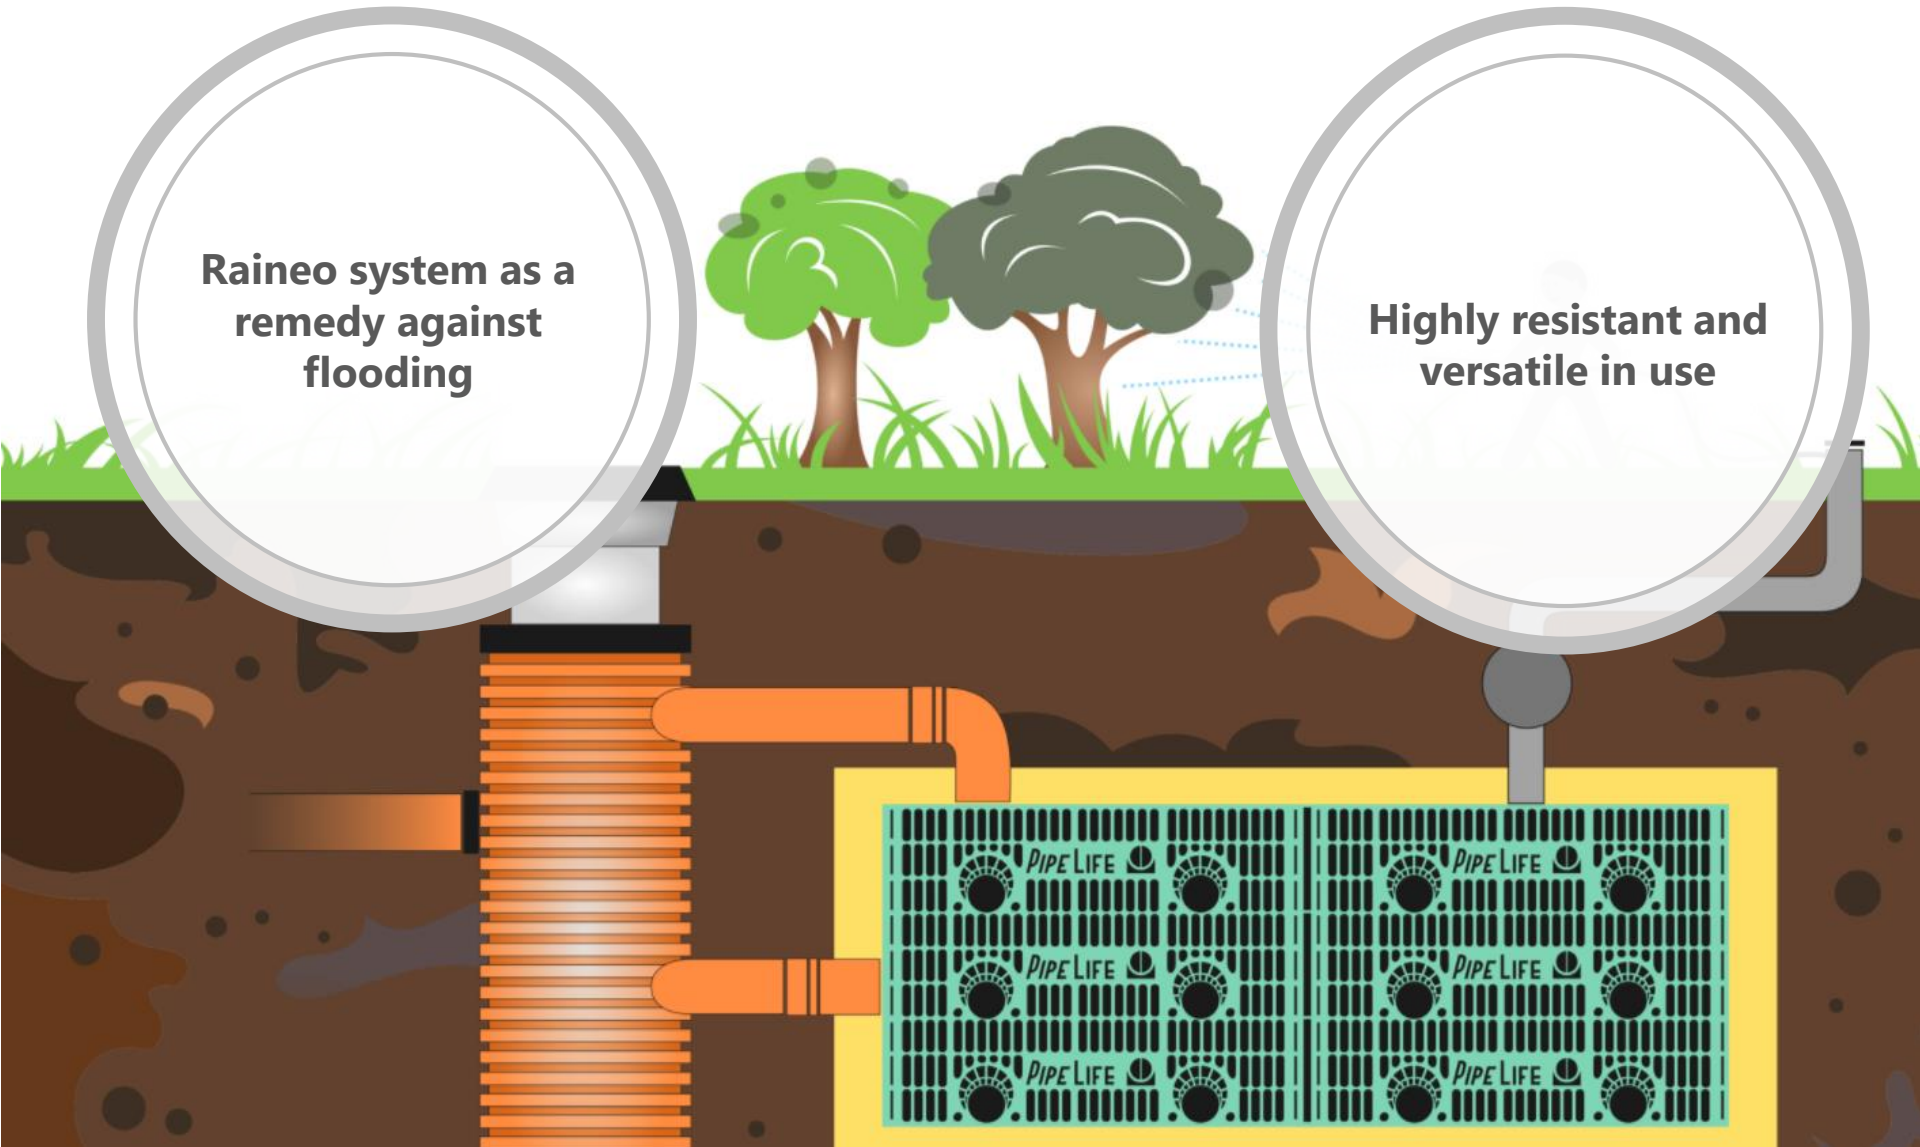 Raineo system as a
remedy against
flooding
Highly resistant and
versatile in use
PIPELIFE
PIPELIFE
PIPELIFE
PIPELIFE
PIPELIFE
PIPELIFE